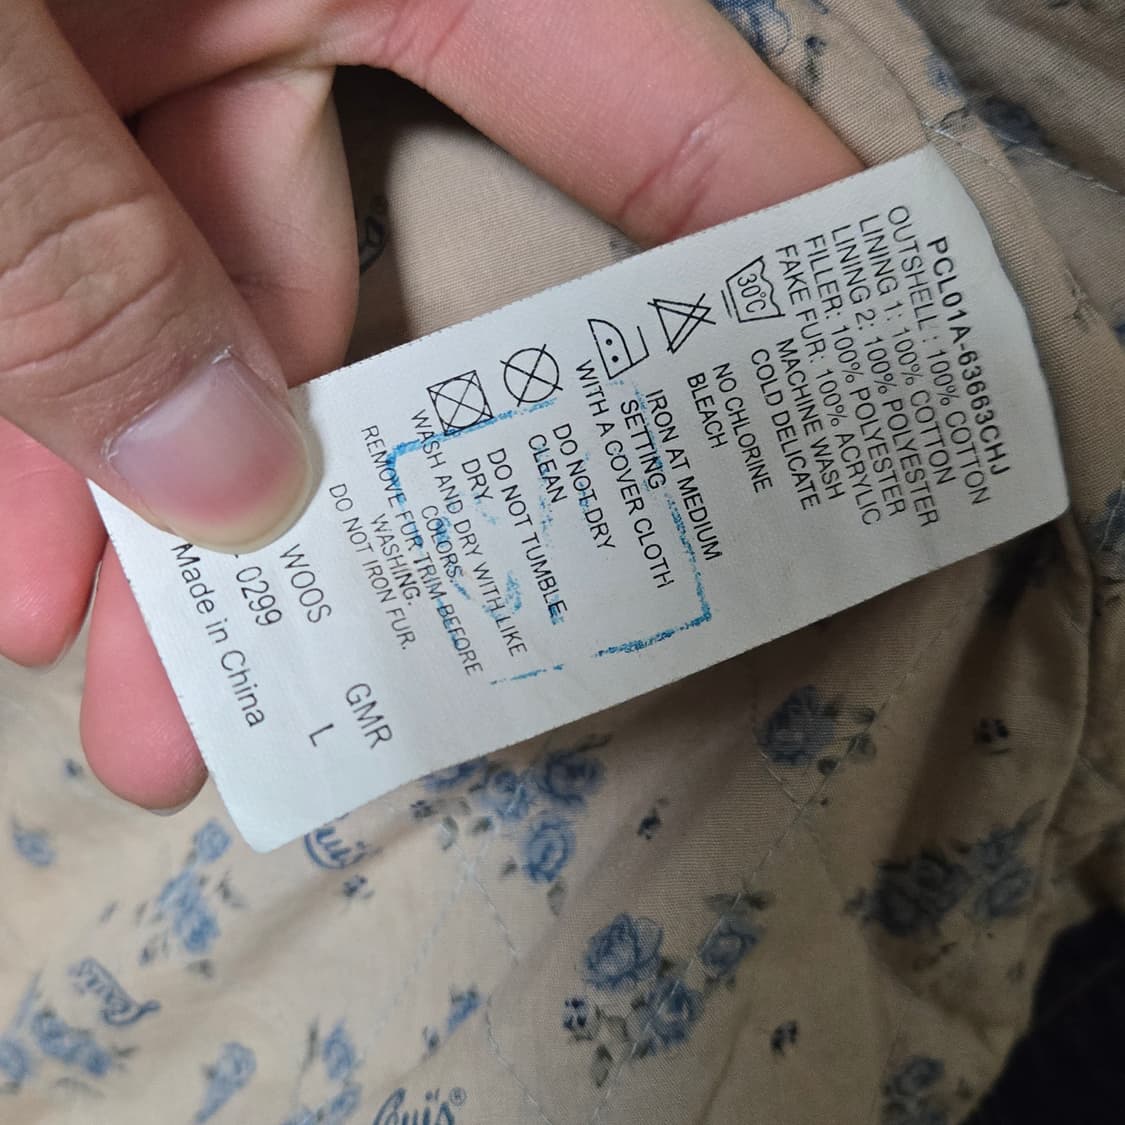 PCL01A-63663CHJ
OUTSHELL: 100% COTTON
LINING 1: 100% COTTON
LINING 2: 100% POLYESTER
FILLER: 100% POLYESTER
FAKE FUR: 100% ACRYLIC
30°C
MACHINE WASH
COLD DELICATE
NO CHLORINE
BLEACH
IRON AT MEDIUM
SETTING
WITH A COVER CLOTH
DO NOT DRY
CLEAN
DO NOT TUMBLE
DRY
WASH AND DRY WITH LIKE
COLORS.
REMOVE FUR TRIM BEFORE
WASHING.
DO NOT IRON FUR.
GMR
WOOS L
0299
Made in China